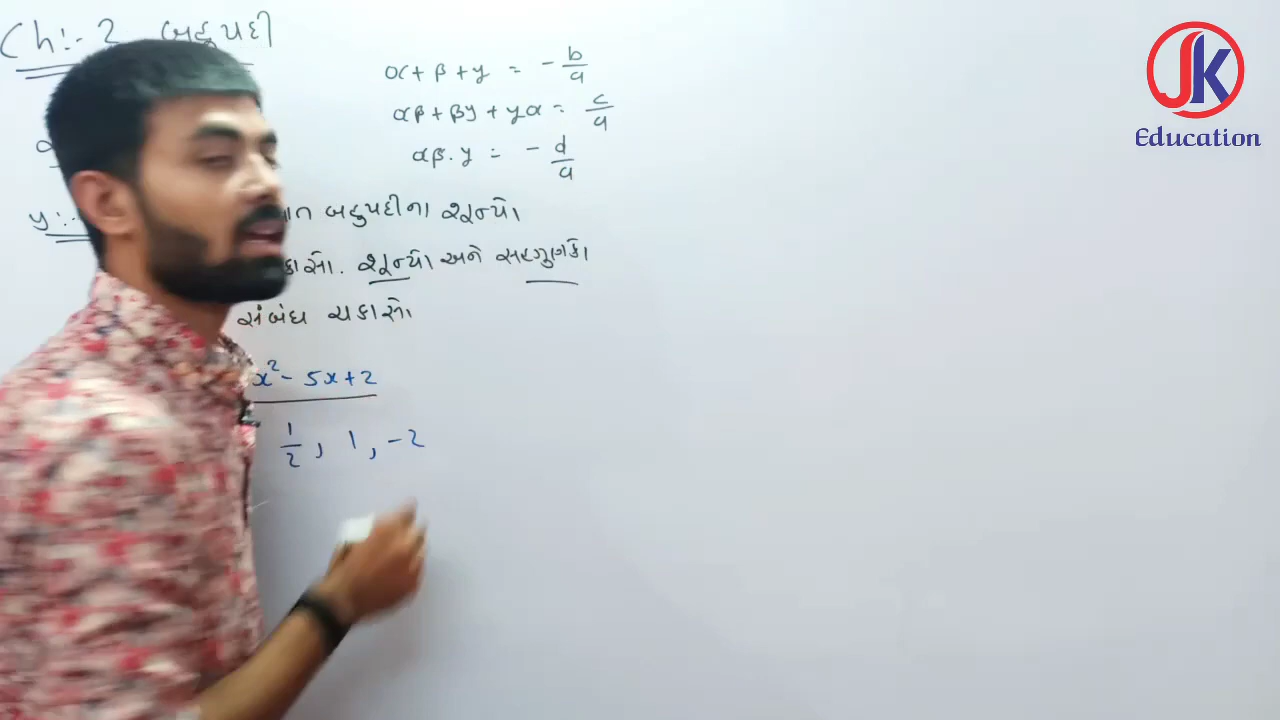 Ch:- 2 બહુપદી
α + β + γ = - b/a
αβ + βγ + γα = c/a
αβ.γ = - d/a
y :-
બહુપદીના શૂન્યો
શૂન્યો અને સહગુણકો
સંબંધ ચકાસો
x² - 5x + 2
1/2 , 1 , -2
JK
Education